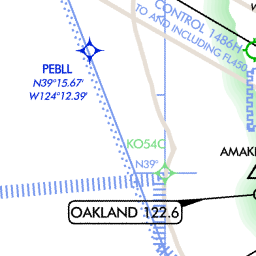 CONTROL 1486H
TO AND INCLUDING FL450
PEBLL
N39°15.67'
W124°12.39'
KO54C
N39°
AMAK
OAKLAND 122.6